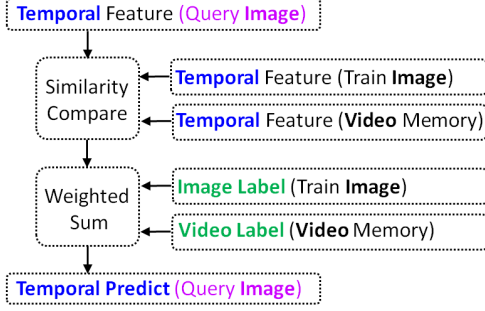 Temporal Feature (Query Image)
Similarity
Compare
Temporal Feature (Train Image)
Temporal Feature (Video Memory)
Weighted
Sum
Image Label (Train Image)
Video Label (Video Memory)
Temporal Predict (Query Image)